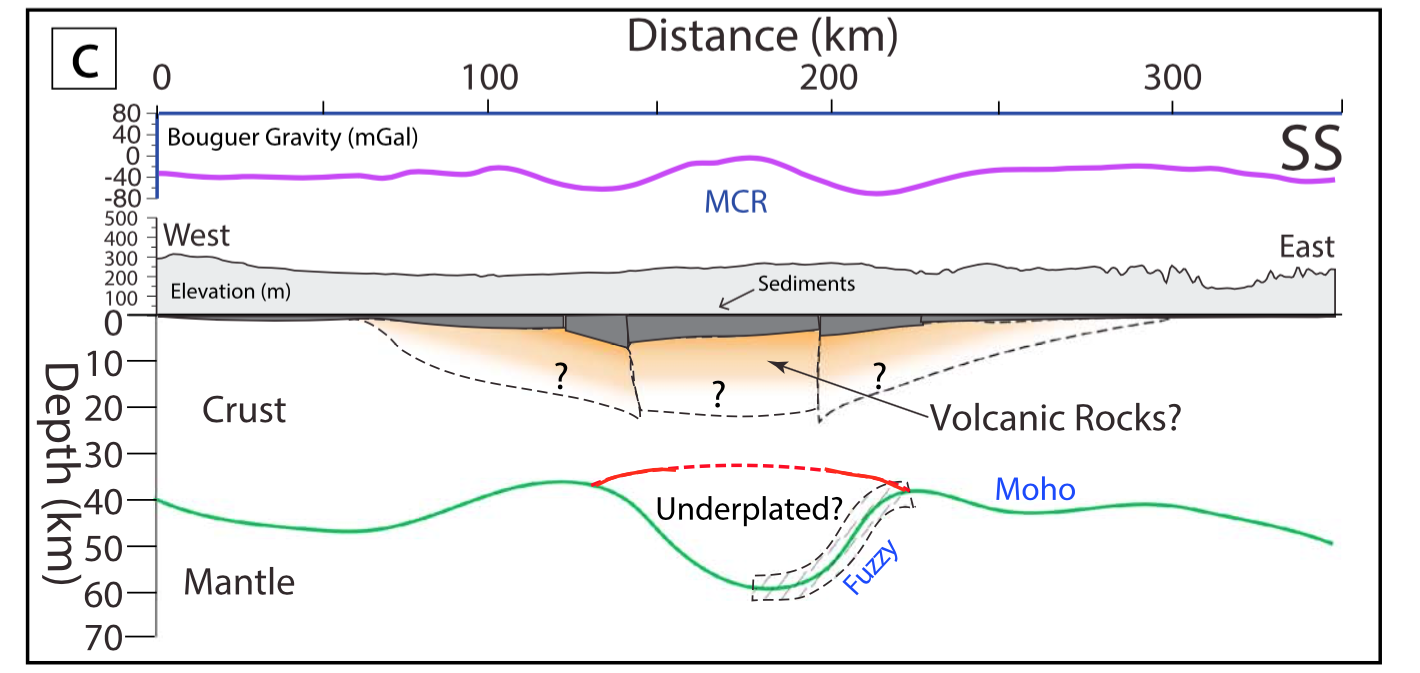 C
Distance (km)
0 100 200 300
80
40
0
-40
-80
Bouguer Gravity (mGal)
SS
MCR
500
400
300
200
100
West
East
Elevation (m)
Sediments
0
10
20
30
40
50
60
70
Depth (km)
? ? ?
Crust
Volcanic Rocks?
Underplated?
Moho
Fuzzy
Mantle